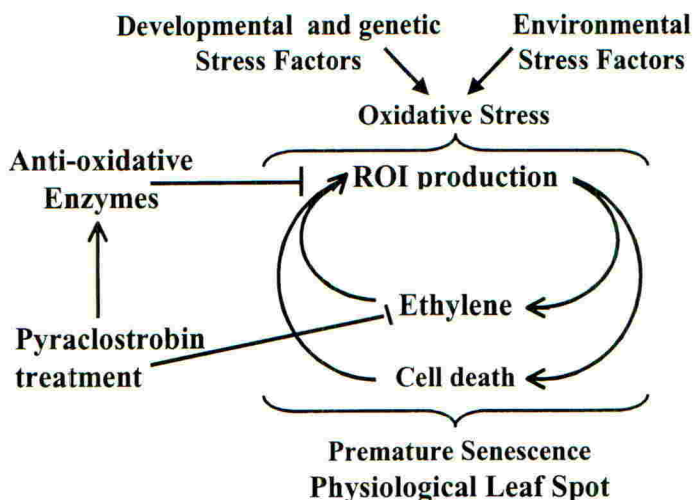 Developmental and genetic
Stress Factors
Environmental
Stress Factors
Oxidative Stress
Anti-oxidative
Enzymes
ROI production
Ethylene
Pyraclostrobin
treatment
Cell death
Premature Senescence
Physiological Leaf Spot